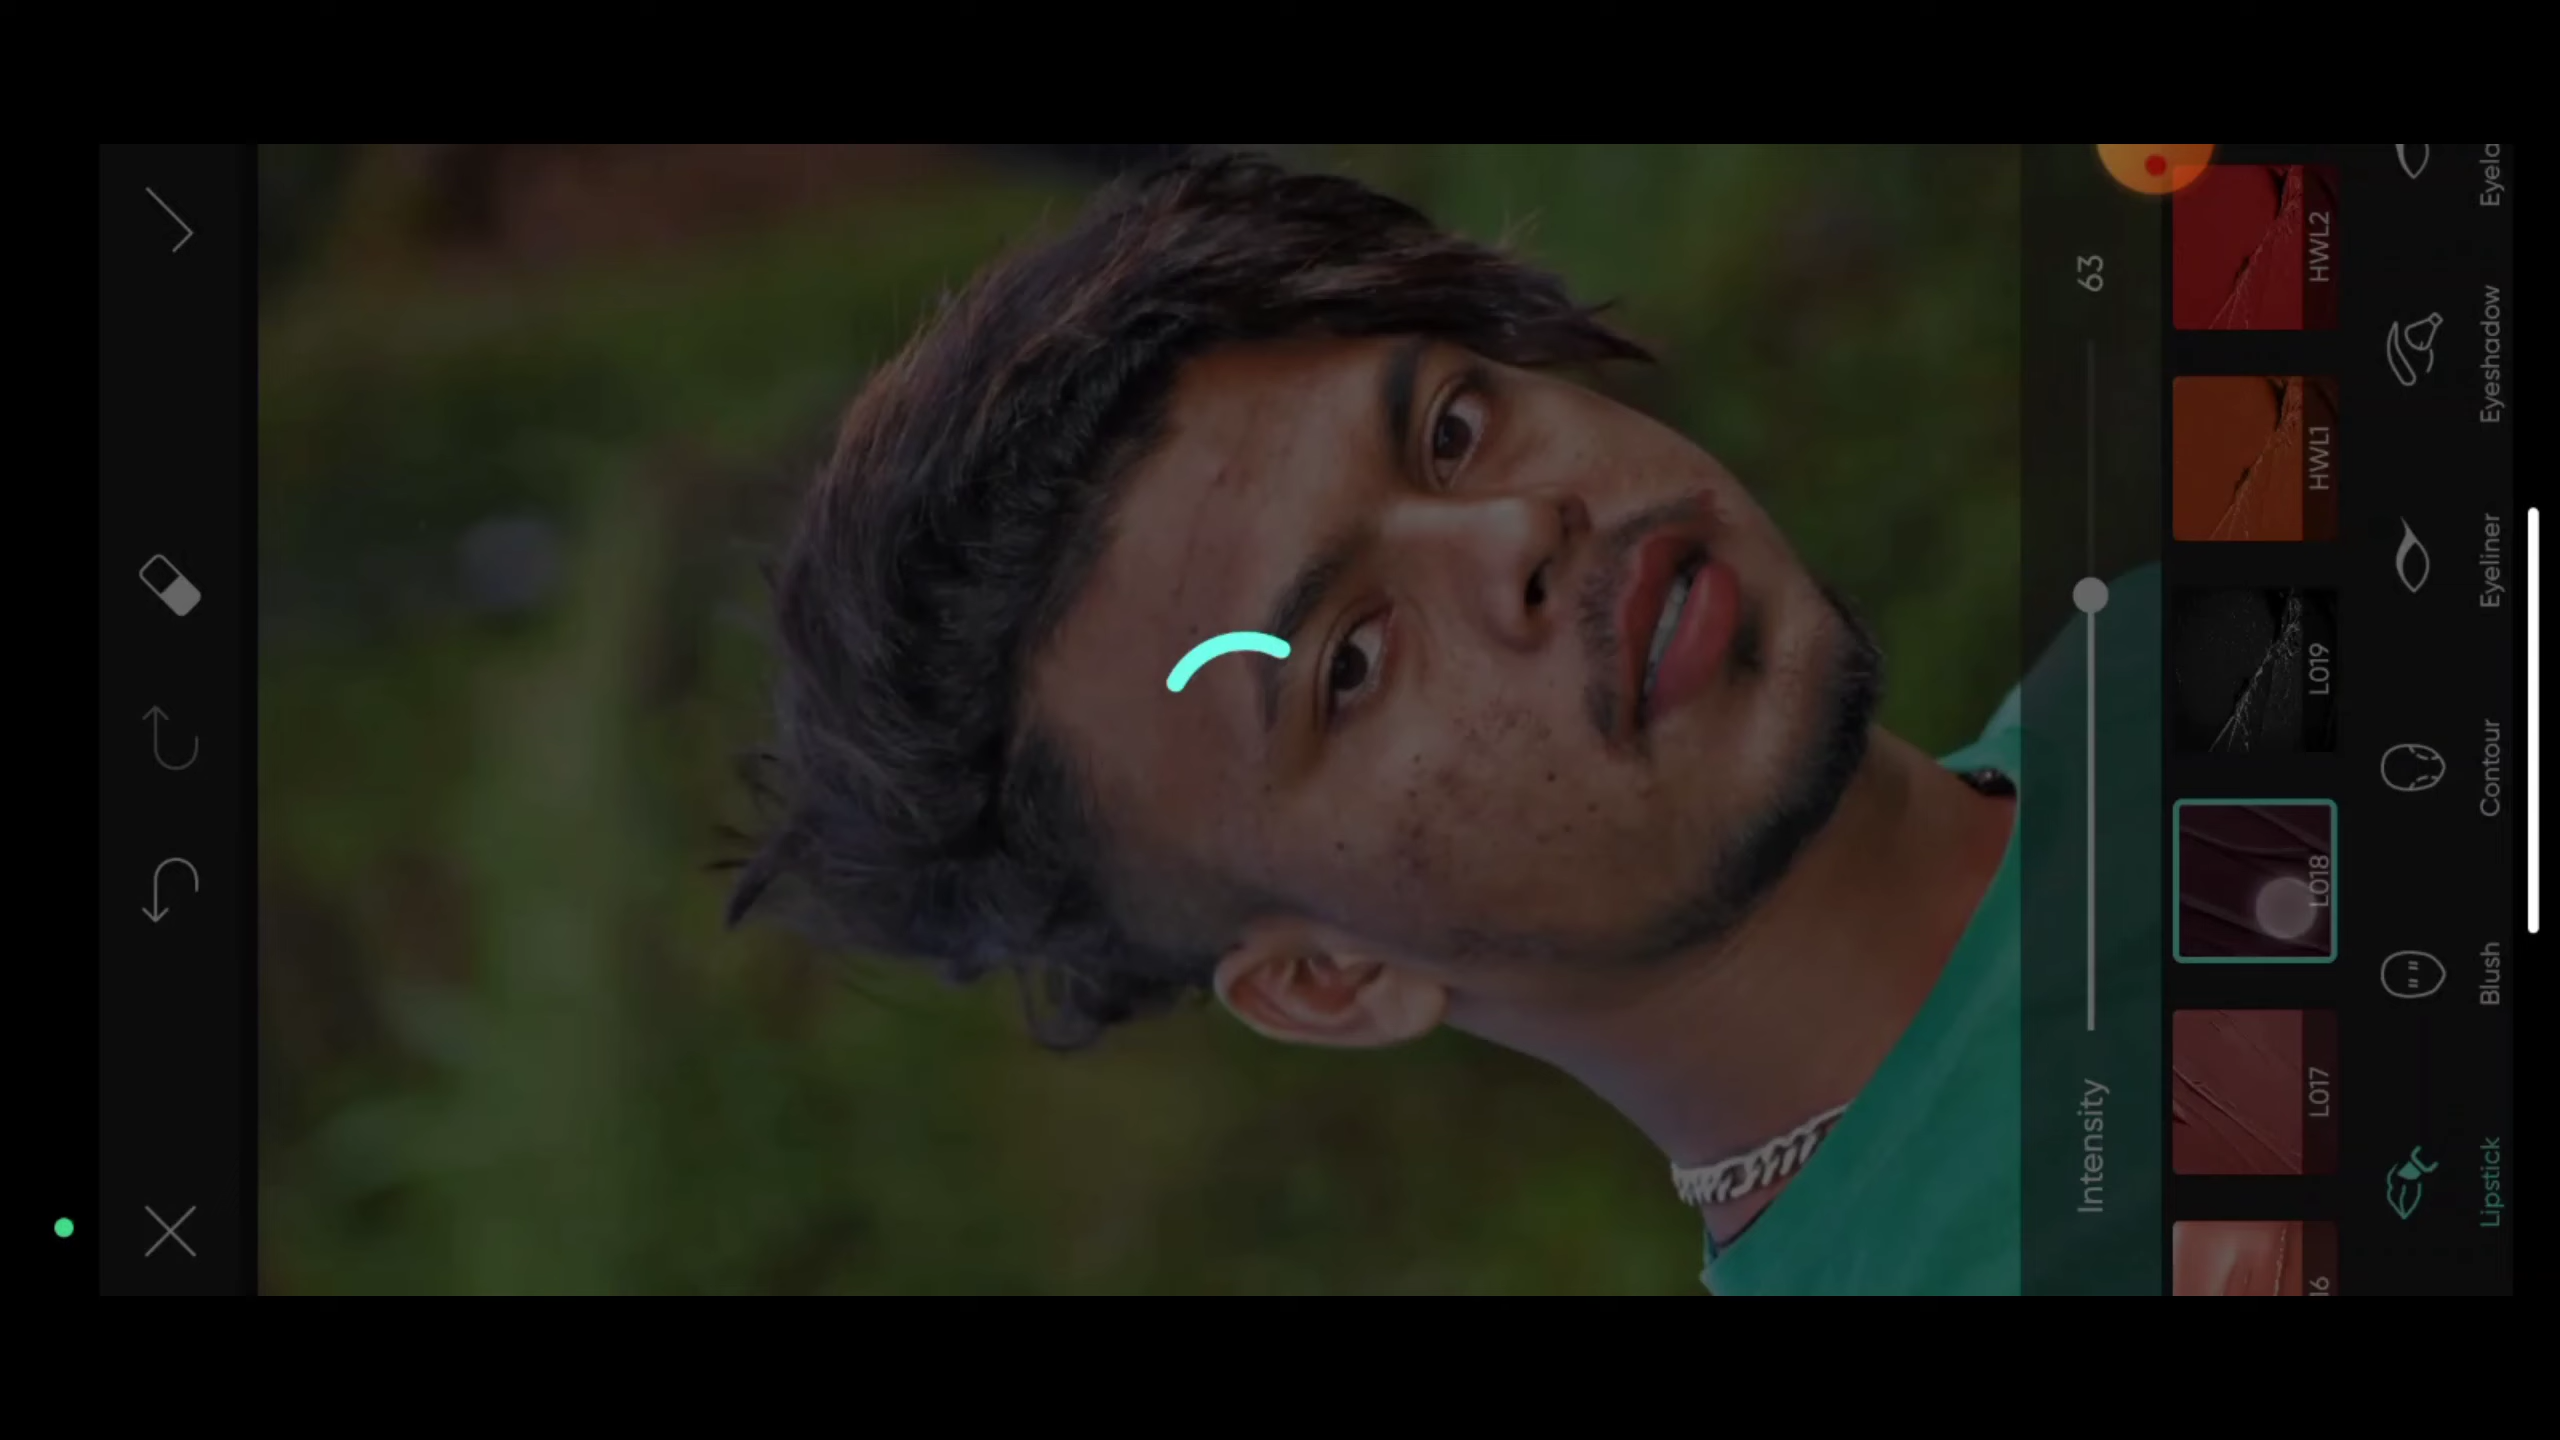 Intensity
63
L017
L018
L019
HWL1
HWL2
Lipstick
Blush
Contour
Eyeliner
Eyeshadow